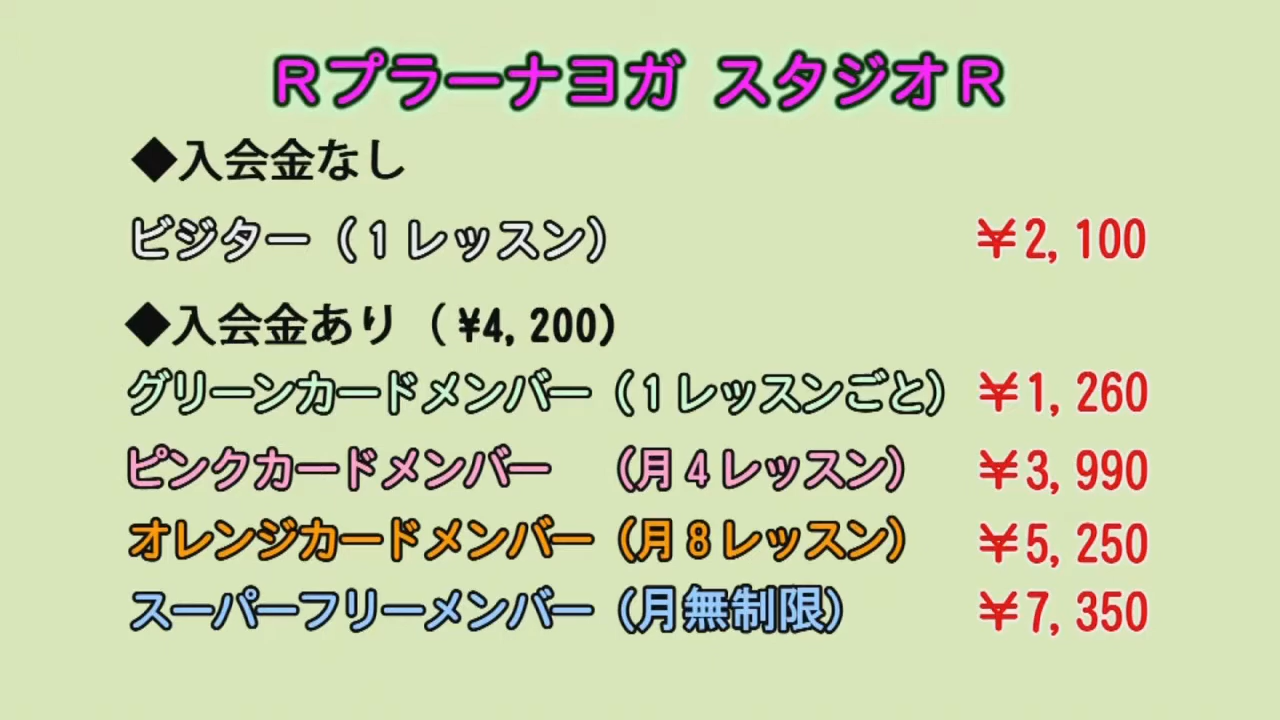 Ｒプラーナヨガ スタジオＲ
◆入会金なし
ビジター（１レッスン） ￥2,100
◆入会金あり（¥4,200）
グリーンカードメンバー（１レッスンごと） ￥1,260
ピンクカードメンバー （月４レッスン） ￥3,990
オレンジカードメンバー（月８レッスン） ￥5,250
スーパーフリーメンバー（月無制限） ￥7,350